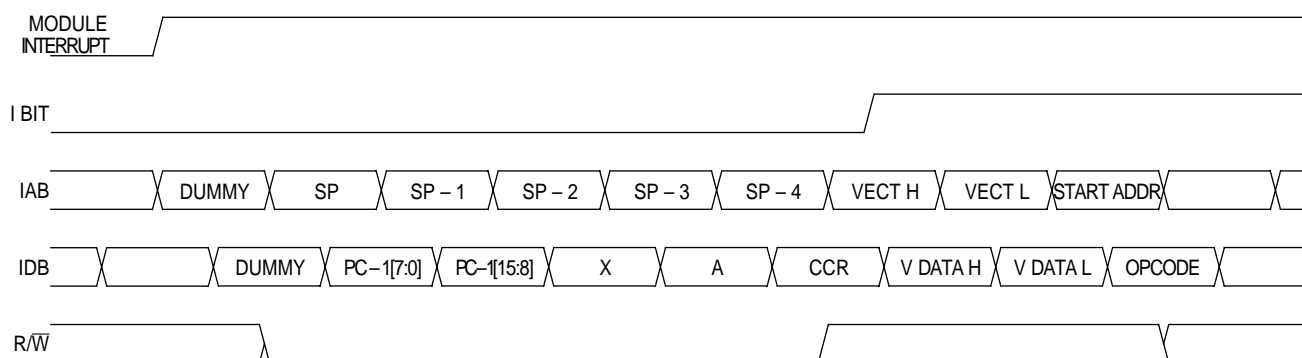 MODULE
INTERRUPT
I BIT
IAB DUMMY SP SP – 1 SP – 2 SP – 3 SP – 4 VECT H VECT L START ADDR
IDB DUMMY PC–1[7:0] PC–1[15:8] X A CCR V DATA H V DATA L OPCODE
R/W̅